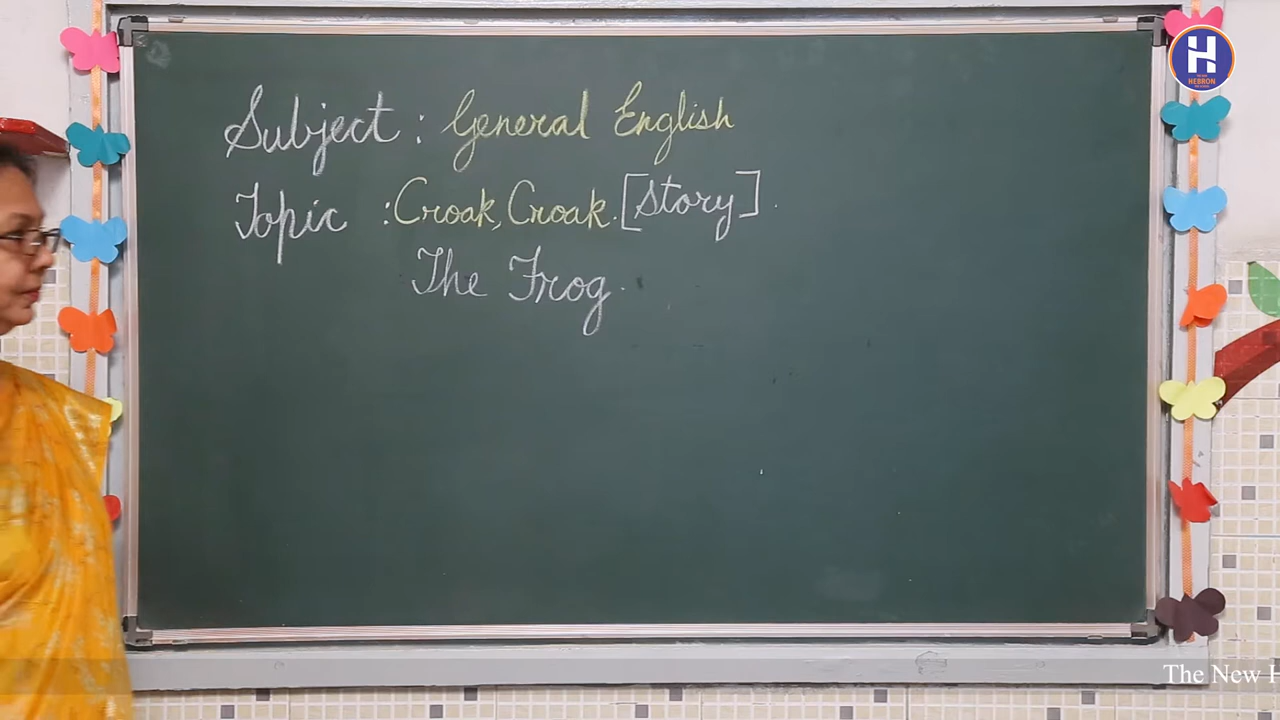 Subject : General English
Topic : Croak, Croak. [Story].
The Frog.
H
HEBRON
The New H